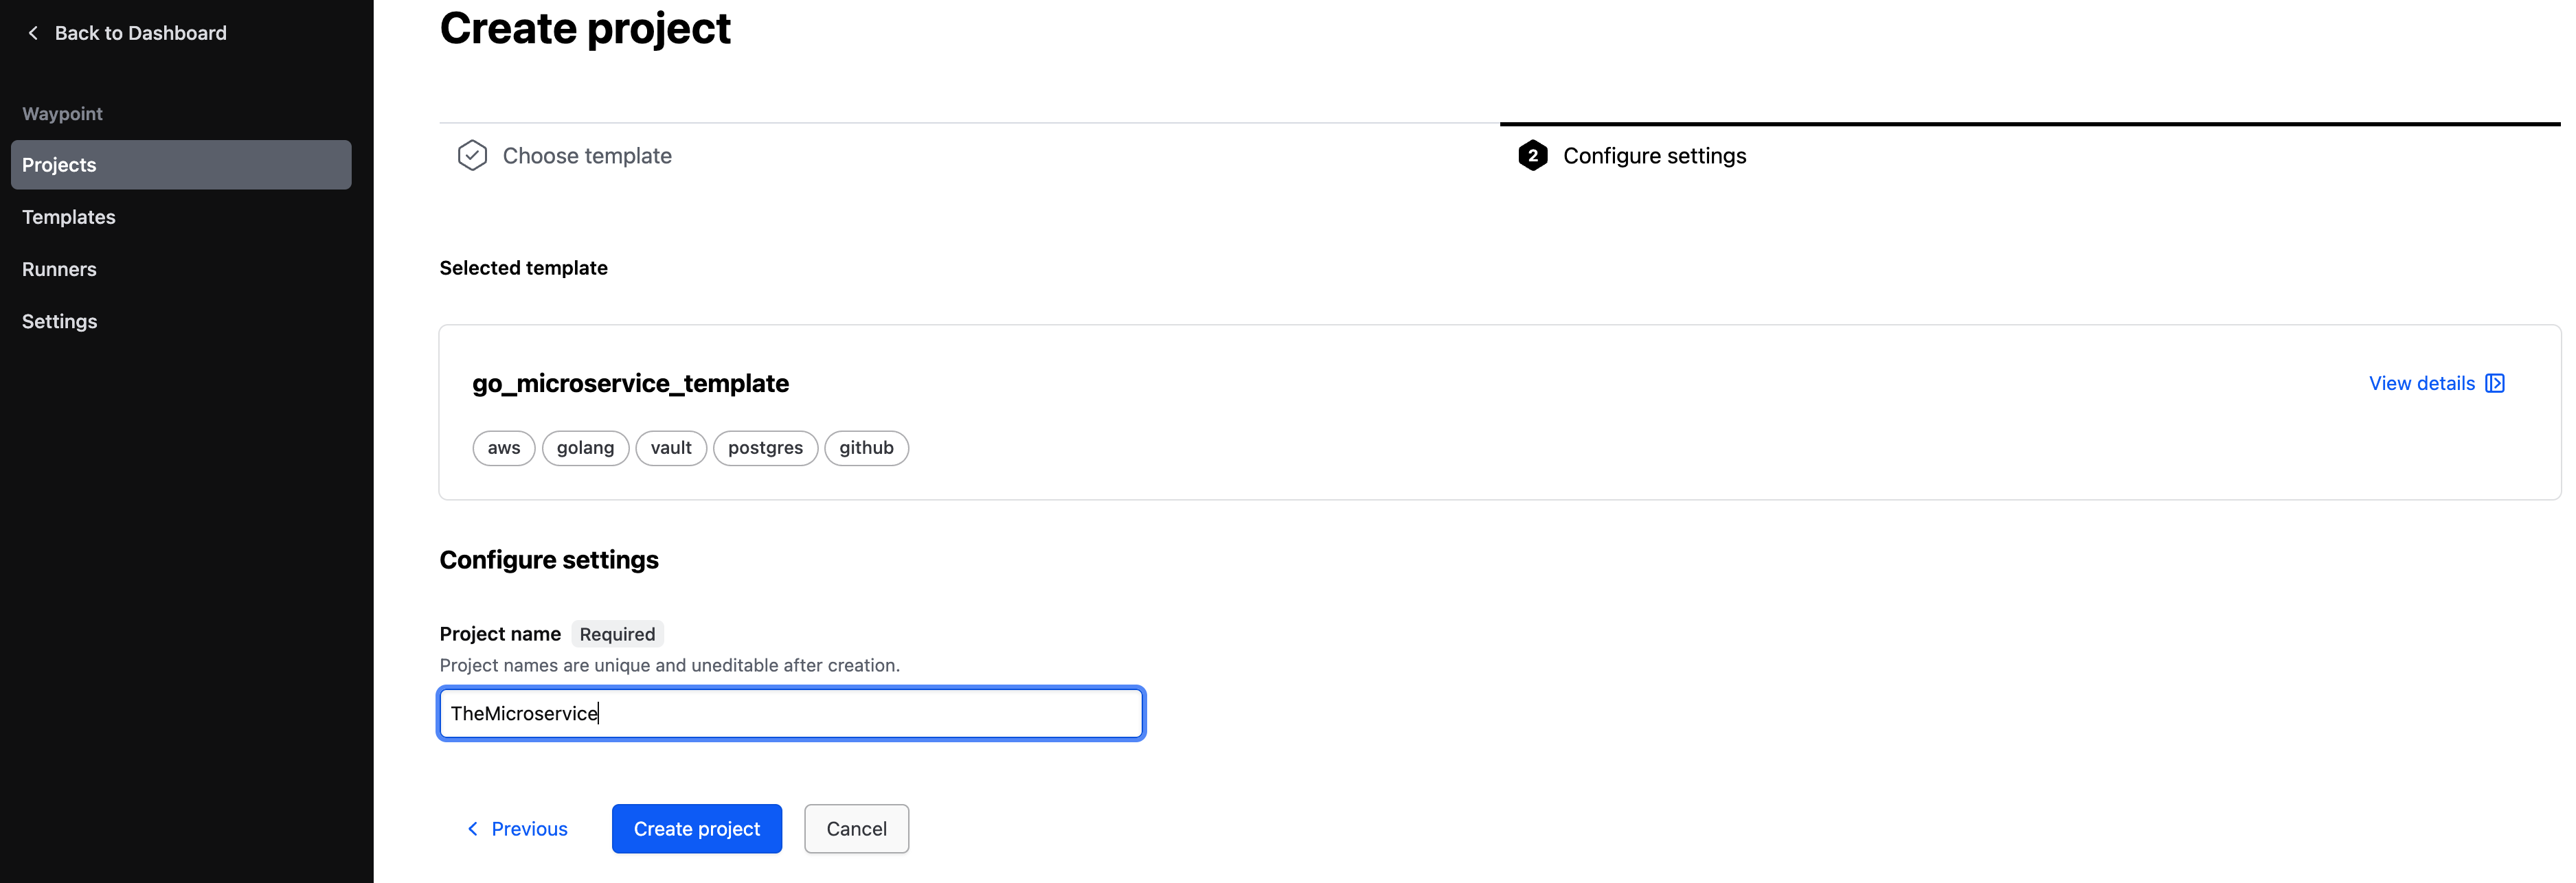 Back to Dashboard
Waypoint
Projects
Templates
Runners
Settings
Create project
Choose template
2 Configure settings
Selected template
go_microservice_template
View details
aws golang vault postgres github
Configure settings
Project name Required
Project names are unique and uneditable after creation.
TheMicroservice
Previous Create project Cancel